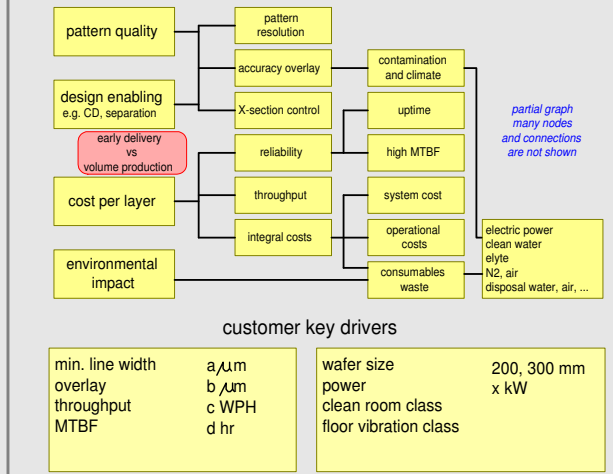 pattern quality
pattern
resolution
accuracy overlay
contamination
and climate
design enabling
e.g. CD, separation
X-section control
uptime
partial graph
many nodes
and connections
are not shown
early delivery
vs
volume production
reliability
high MTBF
cost per layer
throughput
system cost
integral costs
operational
costs
environmental
impact
consumables
waste
electric power
clean water
elyte
N2, air
disposal water, air, ...
customer key drivers
min. line width a μm
overlay b μm
throughput c WPH
MTBF d hr
wafer size 200, 300 mm
power x kW
clean room class
floor vibration class